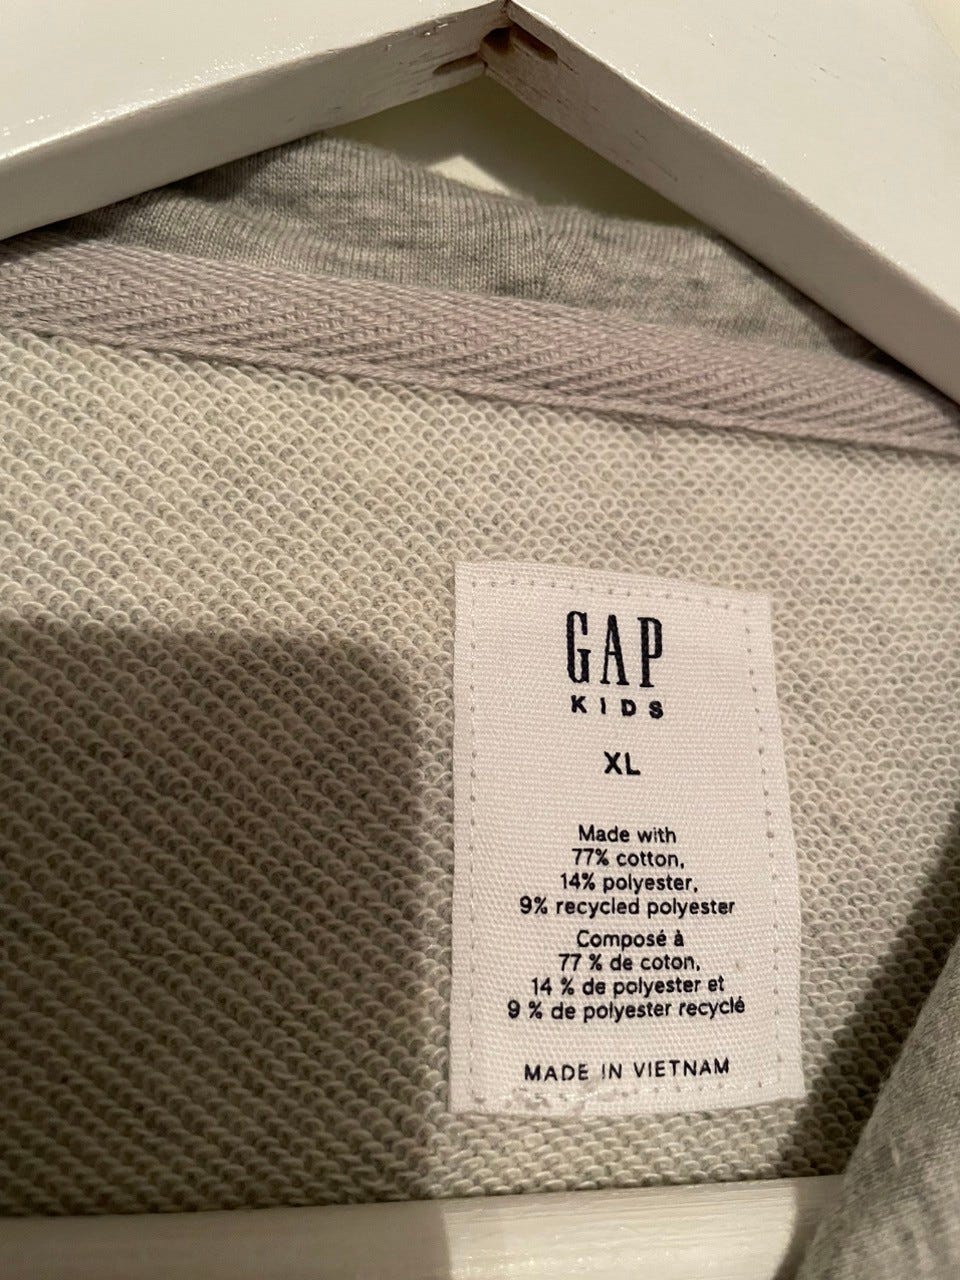 GAP
KIDS
XL
Made with
77% cotton,
14% polyester,
9% recycled polyester
Composé à
77 % de coton,
14 % de polyester et
9 % de polyester recyclé
MADE IN VIETNAM